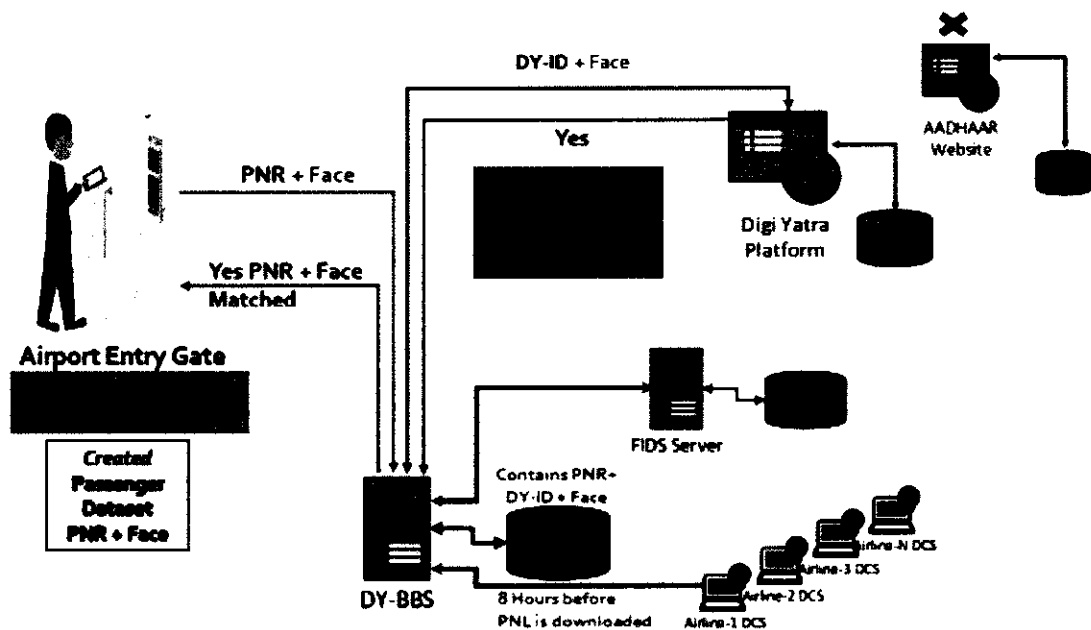 DY-ID + Face
AADHAAR
Website
Yes
PNR + Face
Digi Yatra
Platform
Yes PNR + Face
Matched
Airport Entry Gate
FIDS Server
Created
Passenger
Dataset
PNR + Face
Contains PNR+
DY-ID + Face
Airline-N DCS
Airline-3 DCS
Airline-2 DCS
Airline-1 DCS
DY-BBS
8 Hours before
PNL is downloaded